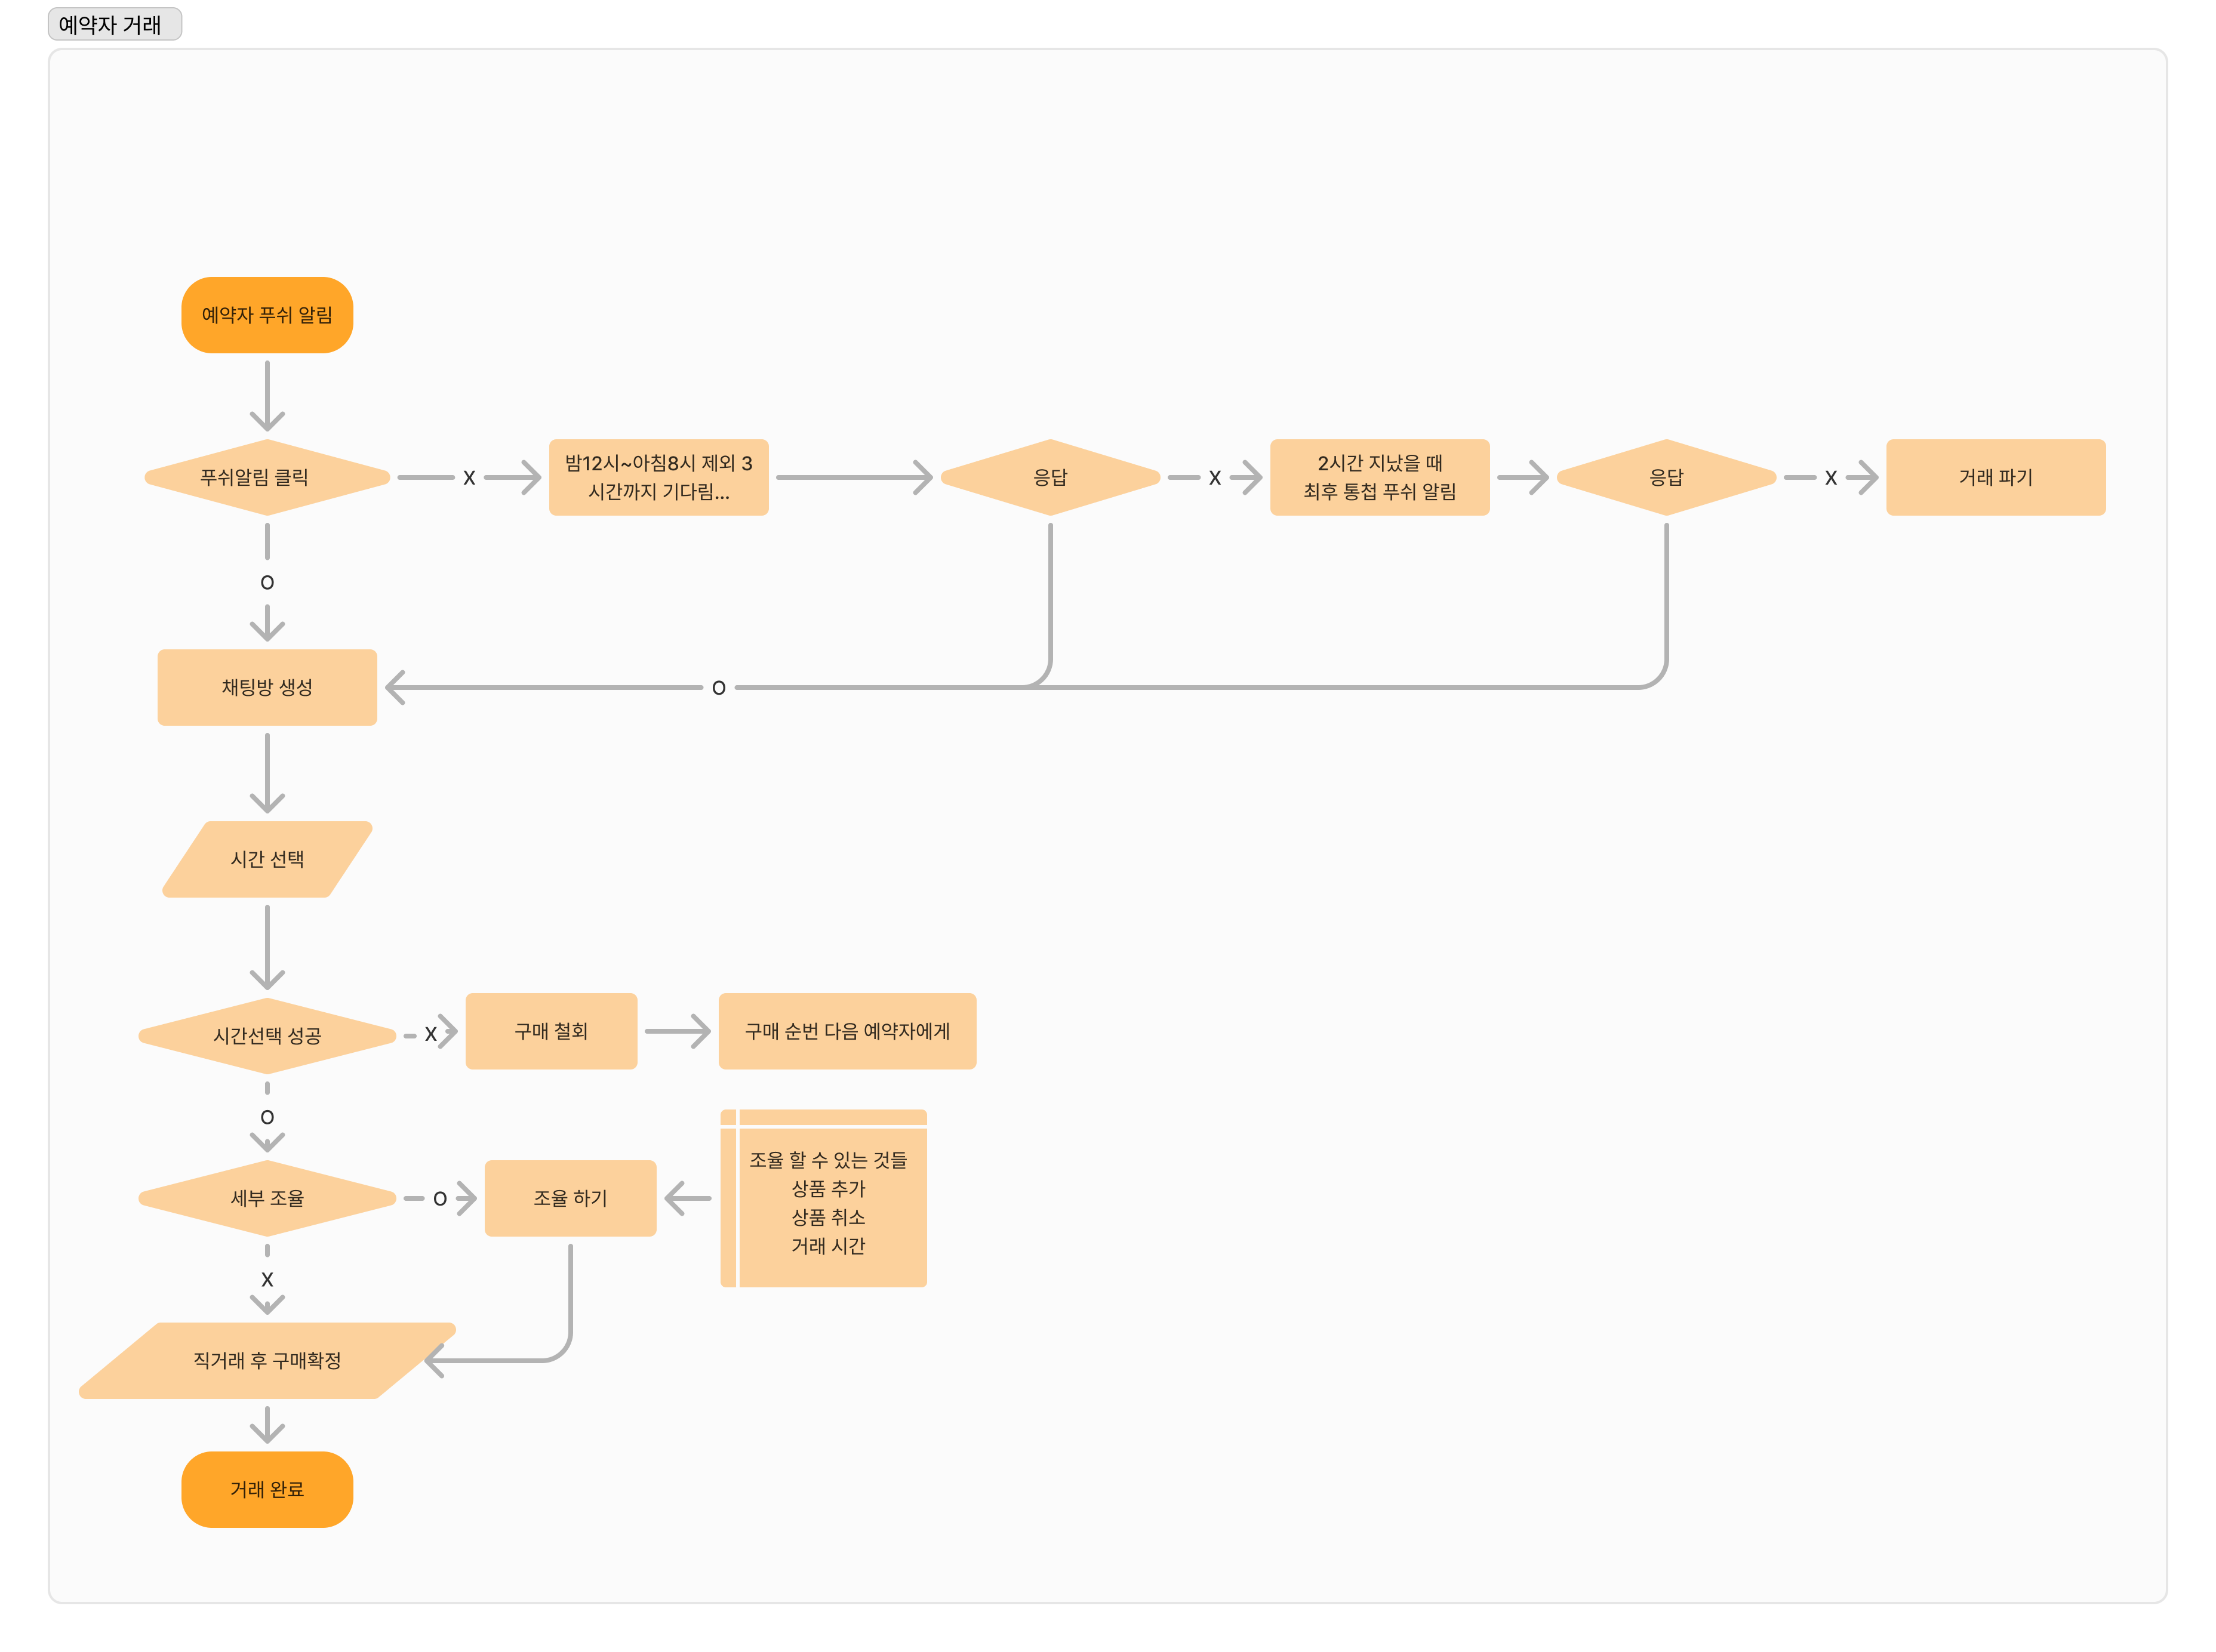 예약자 거래
예약자 푸쉬 알림
푸쉬알림 클릭
x
밤12시~아침8시 제외 3
시간까지 기다림...
응답
x
2시간 지났을 때
최후 통첩 푸쉬 알림
응답
x
거래 파기
o
채팅방 생성
o
시간 선택
시간선택 성공
x
구매 철회
구매 순번 다음 예약자에게
o
세부 조율
o
조율 하기
조율 할 수 있는 것들
상품 추가
상품 취소
거래 시간
x
직거래 후 구매확정
거래 완료